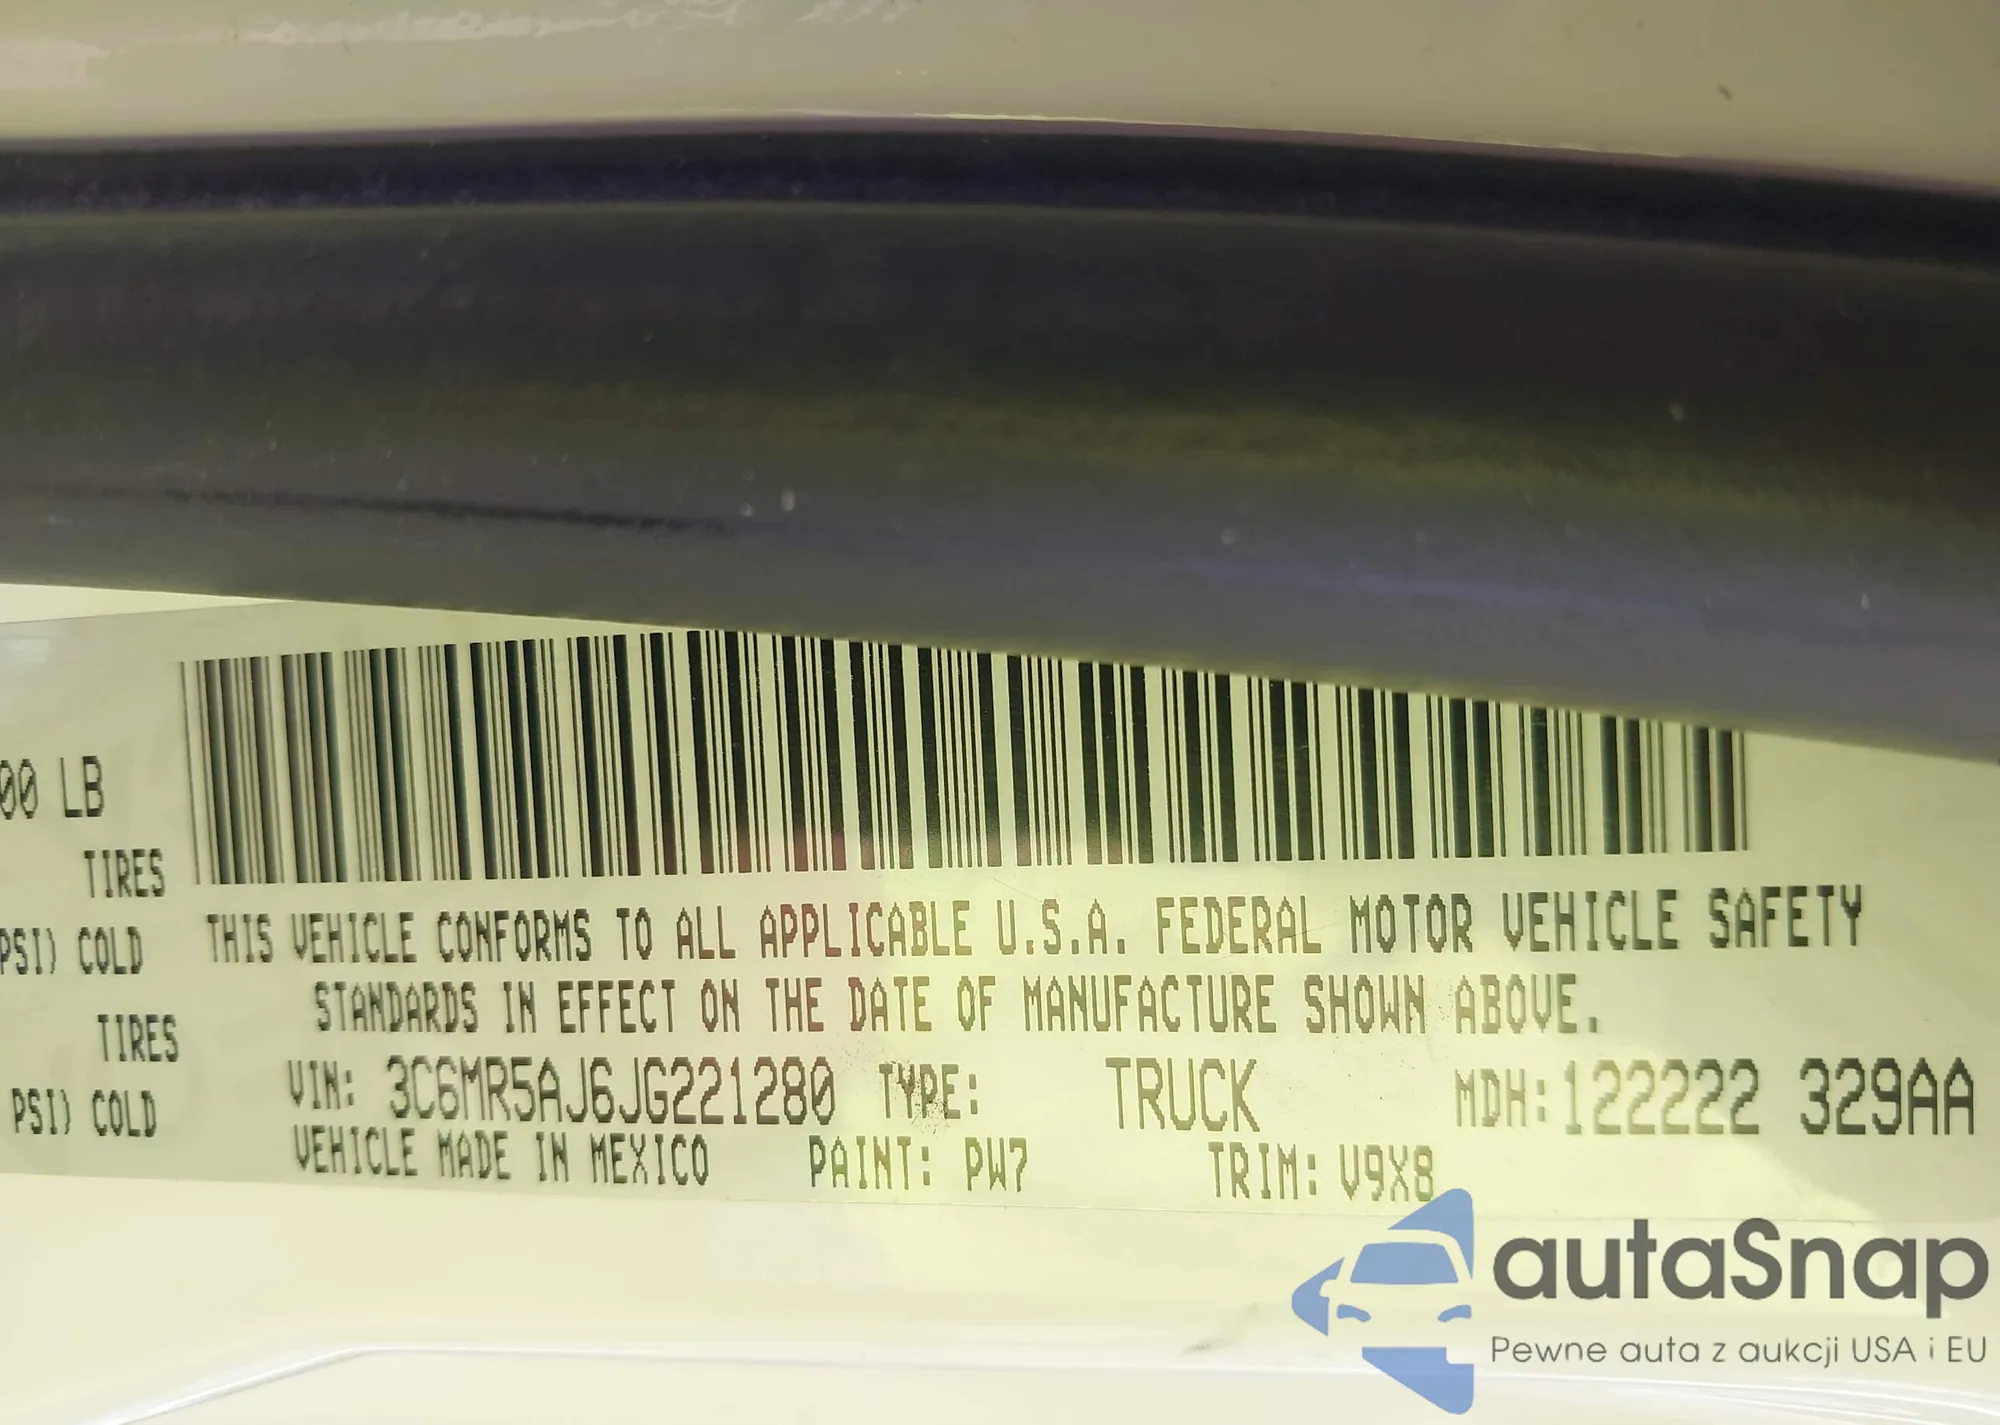 00 LB
TIRES
PSI) COLD
TIRES
PSI) COLD
THIS VEHICLE CONFORMS TO ALL APPLICABLE U.S.A. FEDERAL MOTOR VEHICLE SAFETY
STANDARDS IN EFFECT ON THE DATE OF MANUFACTURE SHOWN ABOVE.
VIN: 3C6MR5AJ6JG221280 TYPE: TRUCK MDH:122222 329AA
VEHICLE MADE IN MEXICO PAINT: PW7 TRIM: V9X8
autaSnap
Pewne auta z aukcji USA i EU